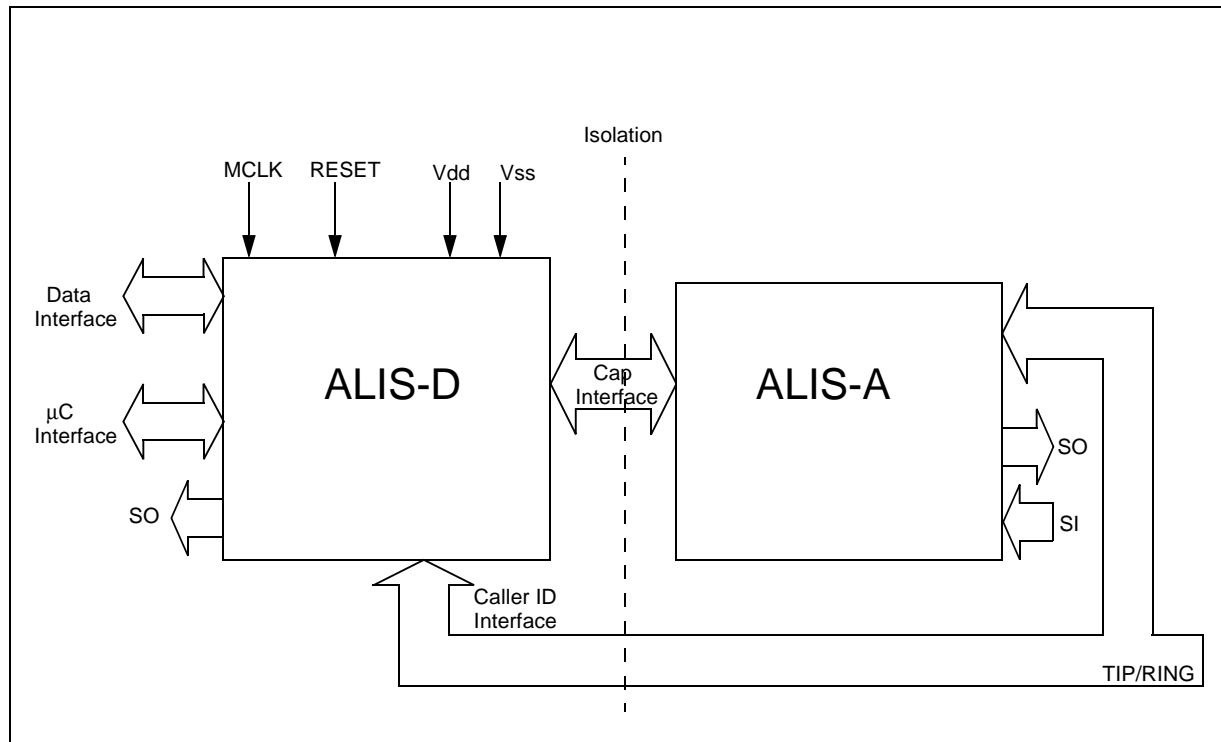 Isolation
MCLK
RESET
Vdd
Vss
Data
Interface
ALIS-D
Cap
Interface
ALIS-A
μC
Interface
SO
SO
SI
Caller ID
Interface
TIP/RING